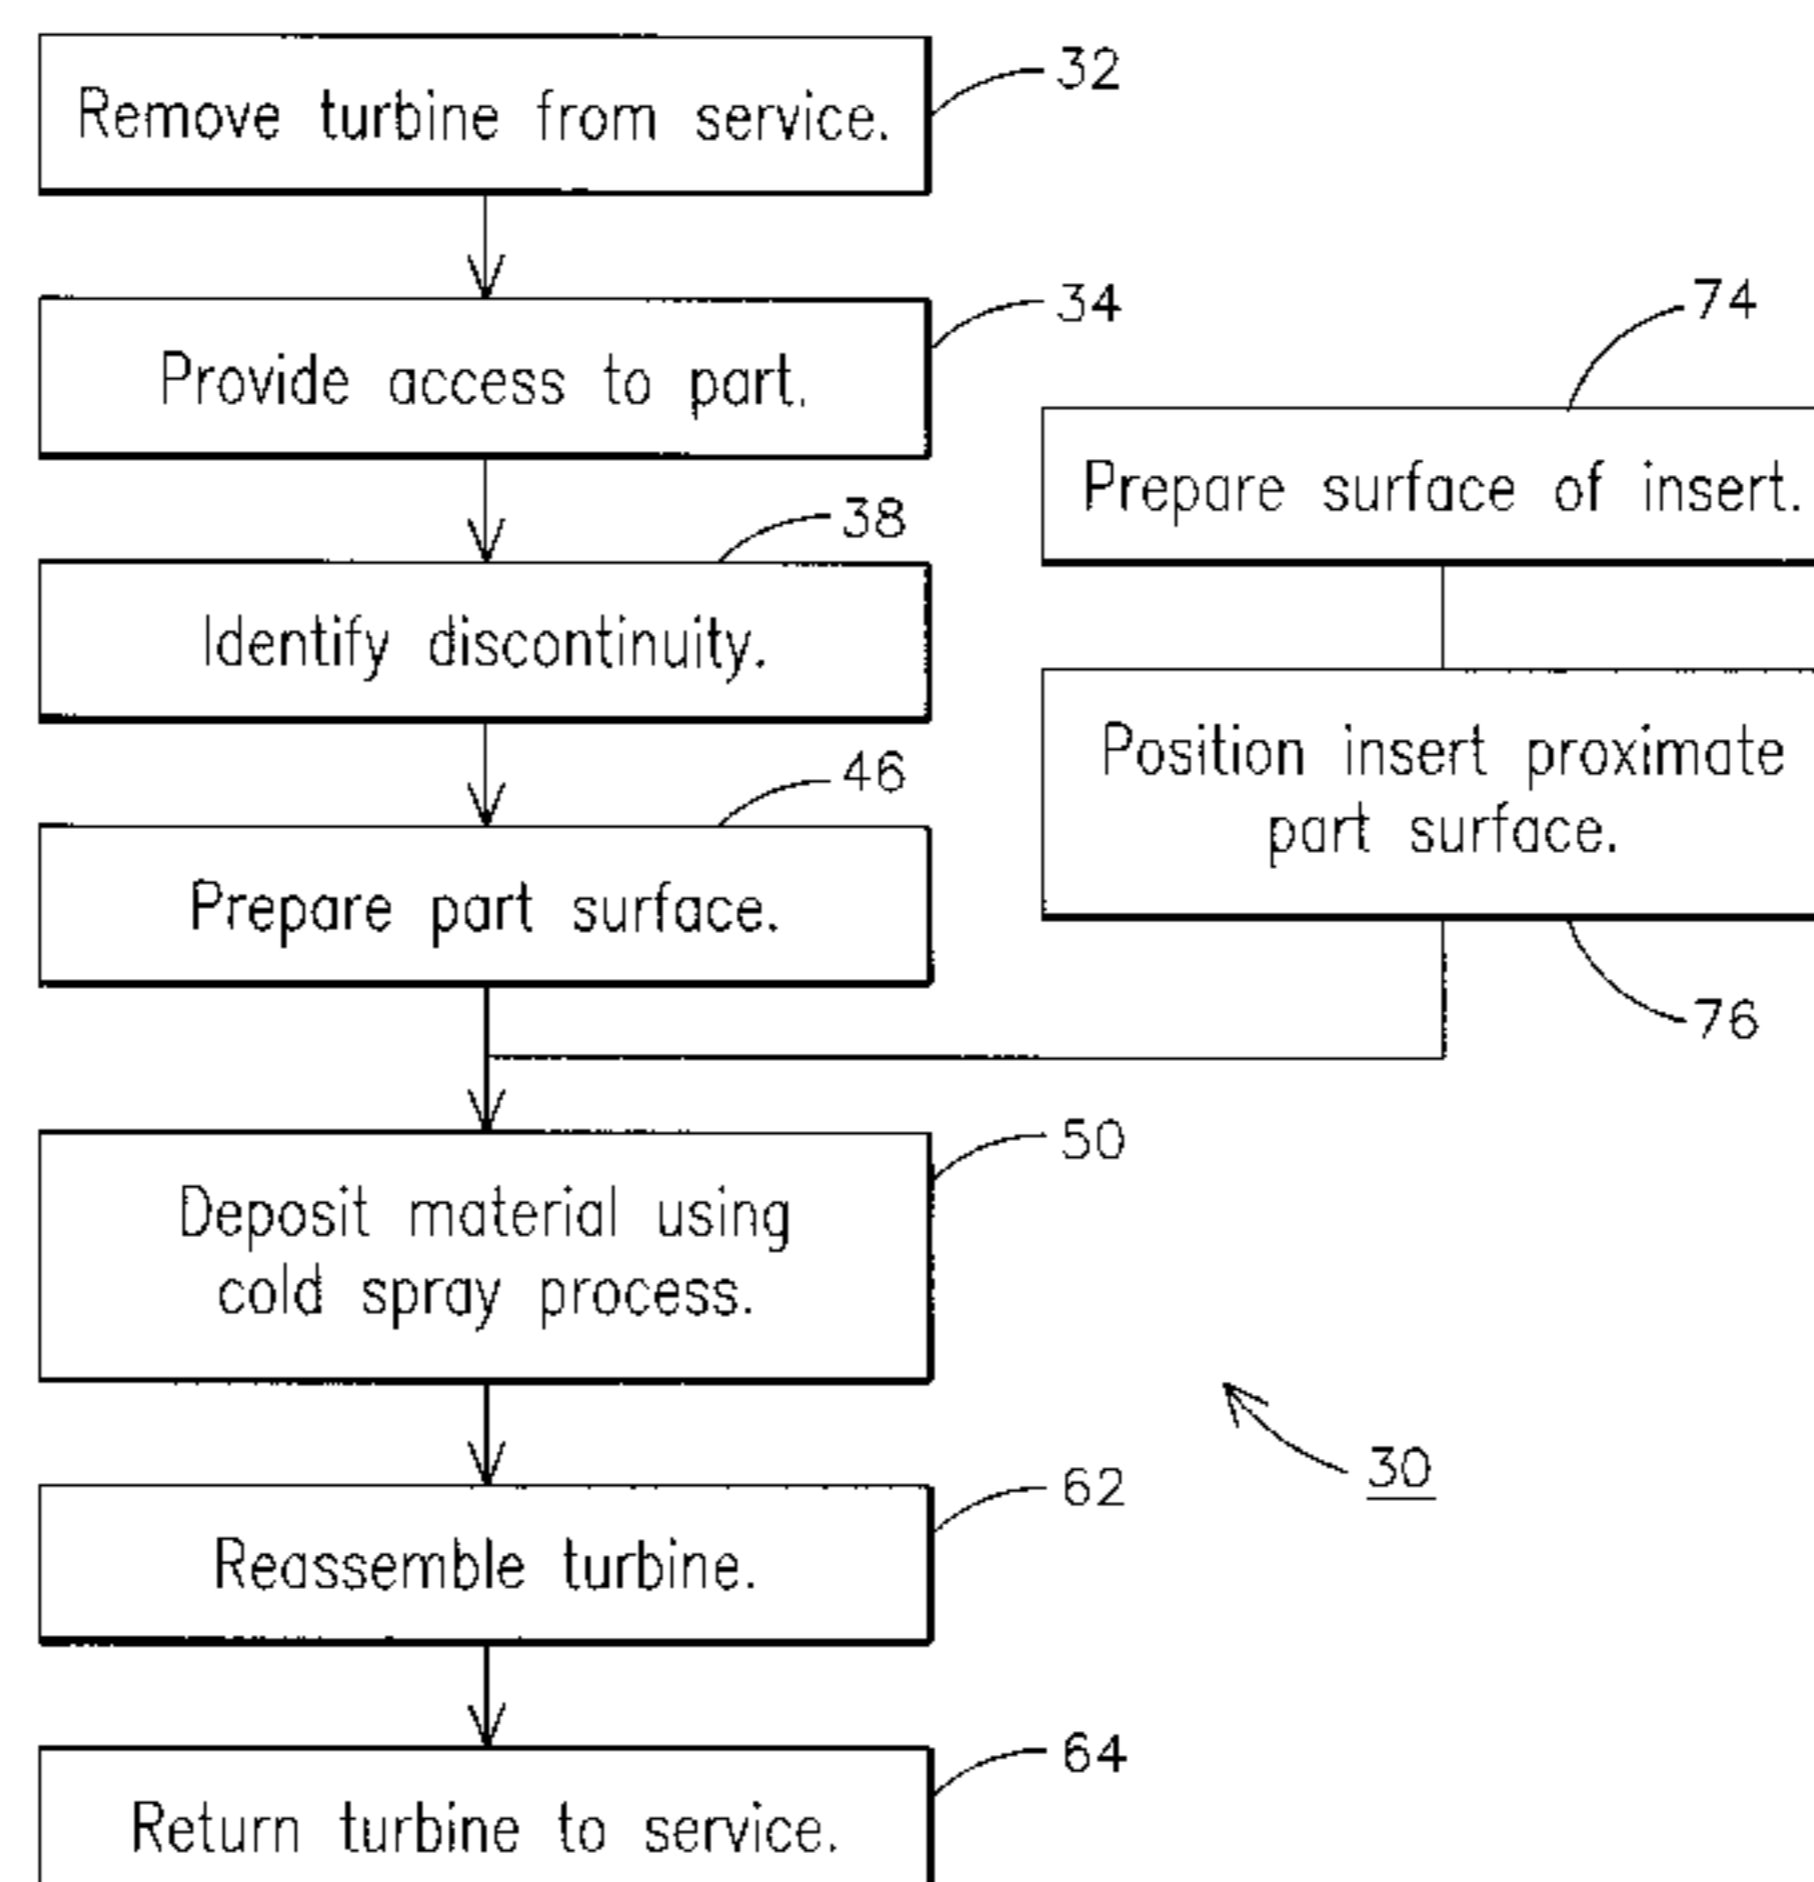 Remove turbine from service.
32
Provide access to part.
34
74
Prepare surface of insert.
38
Identify discontinuity.
Position insert proximate
part surface.
46
Prepare part surface.
76
50
Deposit material using
cold spray process.
30
62
Reassemble turbine.
64
Return turbine to service.